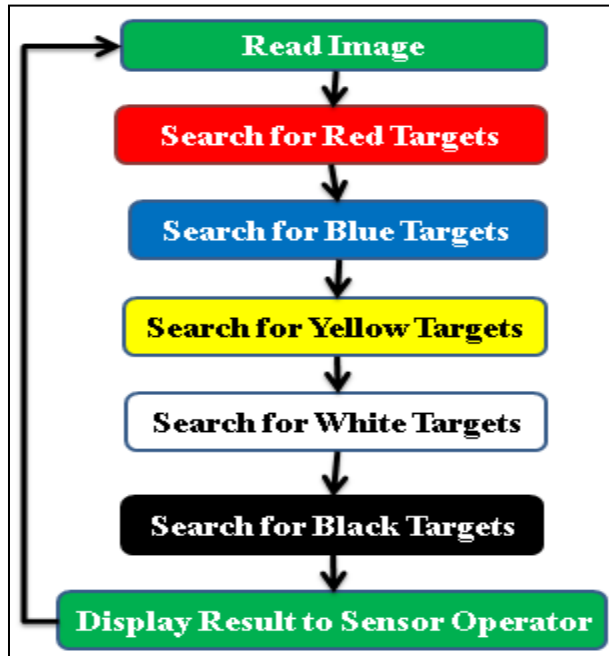 Read Image
Search for Red Targets
Search for Blue Targets
Search for Yellow Targets
Search for White Targets
Search for Black Targets
Display Result to Sensor Operator